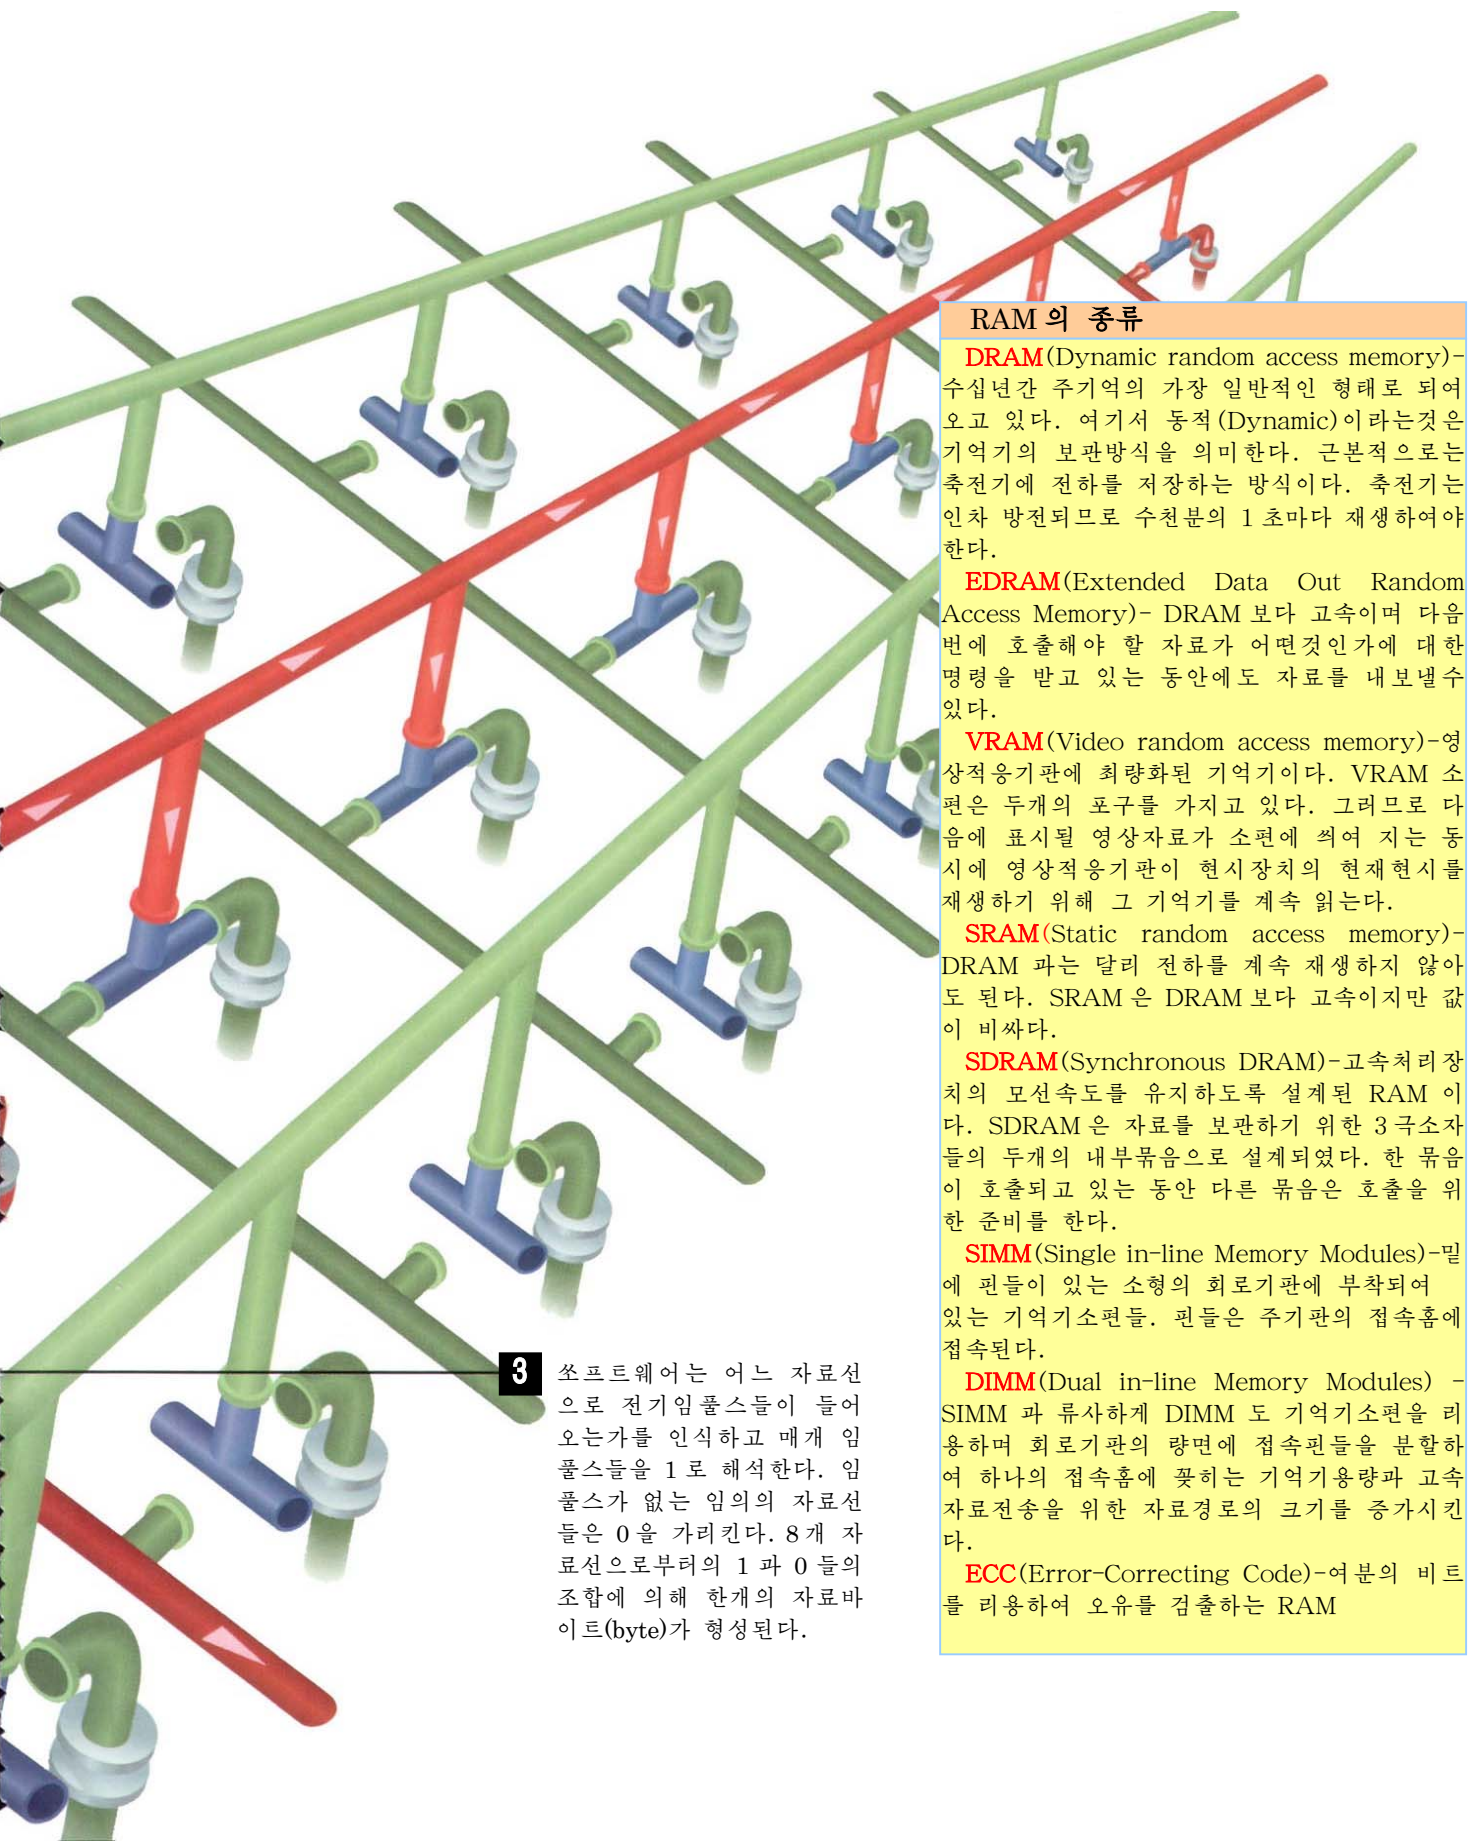 RAM의 종류
DRAM(Dynamic random access memory)-
수십년간 주기억의 가장 일반적인 형태로 되여
오고 있다. 여기서 동적(Dynamic)이라는것은
기억기의 보관방식을 의미한다. 근본적으로는
축전기에 전하를 저장하는 방식이다. 축전기는
인차 방전되므로 수천분의 1초마다 재생하여야
한다.
EDRAM(Extended Data Out Random
Access Memory)- DRAM보다 고속이며 다음
번에 호출해야 할 자료가 어떤것인가에 대한
명령을 받고 있는 동안에도 자료를 내보낼수
있다.
VRAM(Video random access memory)-영
상적응기판에 최량화된 기억기이다. VRAM 소
편은 두개의 포구를 가지고 있다. 그러므로 다
음에 표시될 영상자료가 소편에 씌여 지는 동
시에 영상적응기판이 현시장치의 현재현시를
재생하기 위해 그 기억기를 계속 읽는다.
SRAM(Static random access memory)-
DRAM 과는 달리 전하를 계속 재생하지 않아
도 된다. SRAM은 DRAM보다 고속이지만 값
이 비싸다.
SDRAM(Synchronous DRAM)-고속처리장
치의 모선속도를 유지하도록 설계된 RAM 이
다. SDRAM은 자료를 보관하기 위한 3극소자
들의 두개의 내부묶음으로 설계되였다. 한 묶음
이 호출되고 있는 동안 다른 묶음은 호출을 위
한 준비를 한다.
SIMM(Single in-line Memory Modules)-밑
에 핀들이 있는 소형의 회로기판에 부착되여
있는 기억기소편들. 핀들은 주기판의 접속홈에
접속된다.
DIMM(Dual in-line Memory Modules) -
SIMM 과 류사하게 DIMM 도 기억기소편을 리
용하며 회로기판의 량면에 접속핀들을 분할하
여 하나의 접속홈에 꽂히는 기억기용량과 고속
자료전송을 위한 자료경로의 크기를 증가시킨
다.
ECC(Error-Correcting Code)-여분의 비트
를 리용하여 오유를 검출하는 RAM
3 쏘프트웨어는 어느 자료선
으로 전기임풀스들이 들어
오는가를 인식하고 매개 임
풀스들을 1로 해석한다. 임
풀스가 없는 임의의 자료선
들은 0을 가리킨다. 8개 자
료선으로부터의 1과 0들의
조합에 의해 한개의 자료바
이트(byte)가 형성된다.